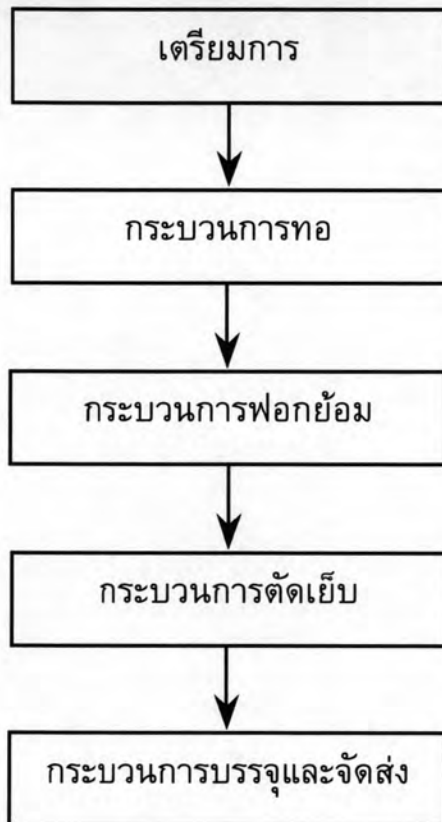 เตรียมการ
กระบวนการทอ
กระบวนการฟอกย้อม
กระบวนการตัดเย็บ
กระบวนการบรรจุและจัดส่ง